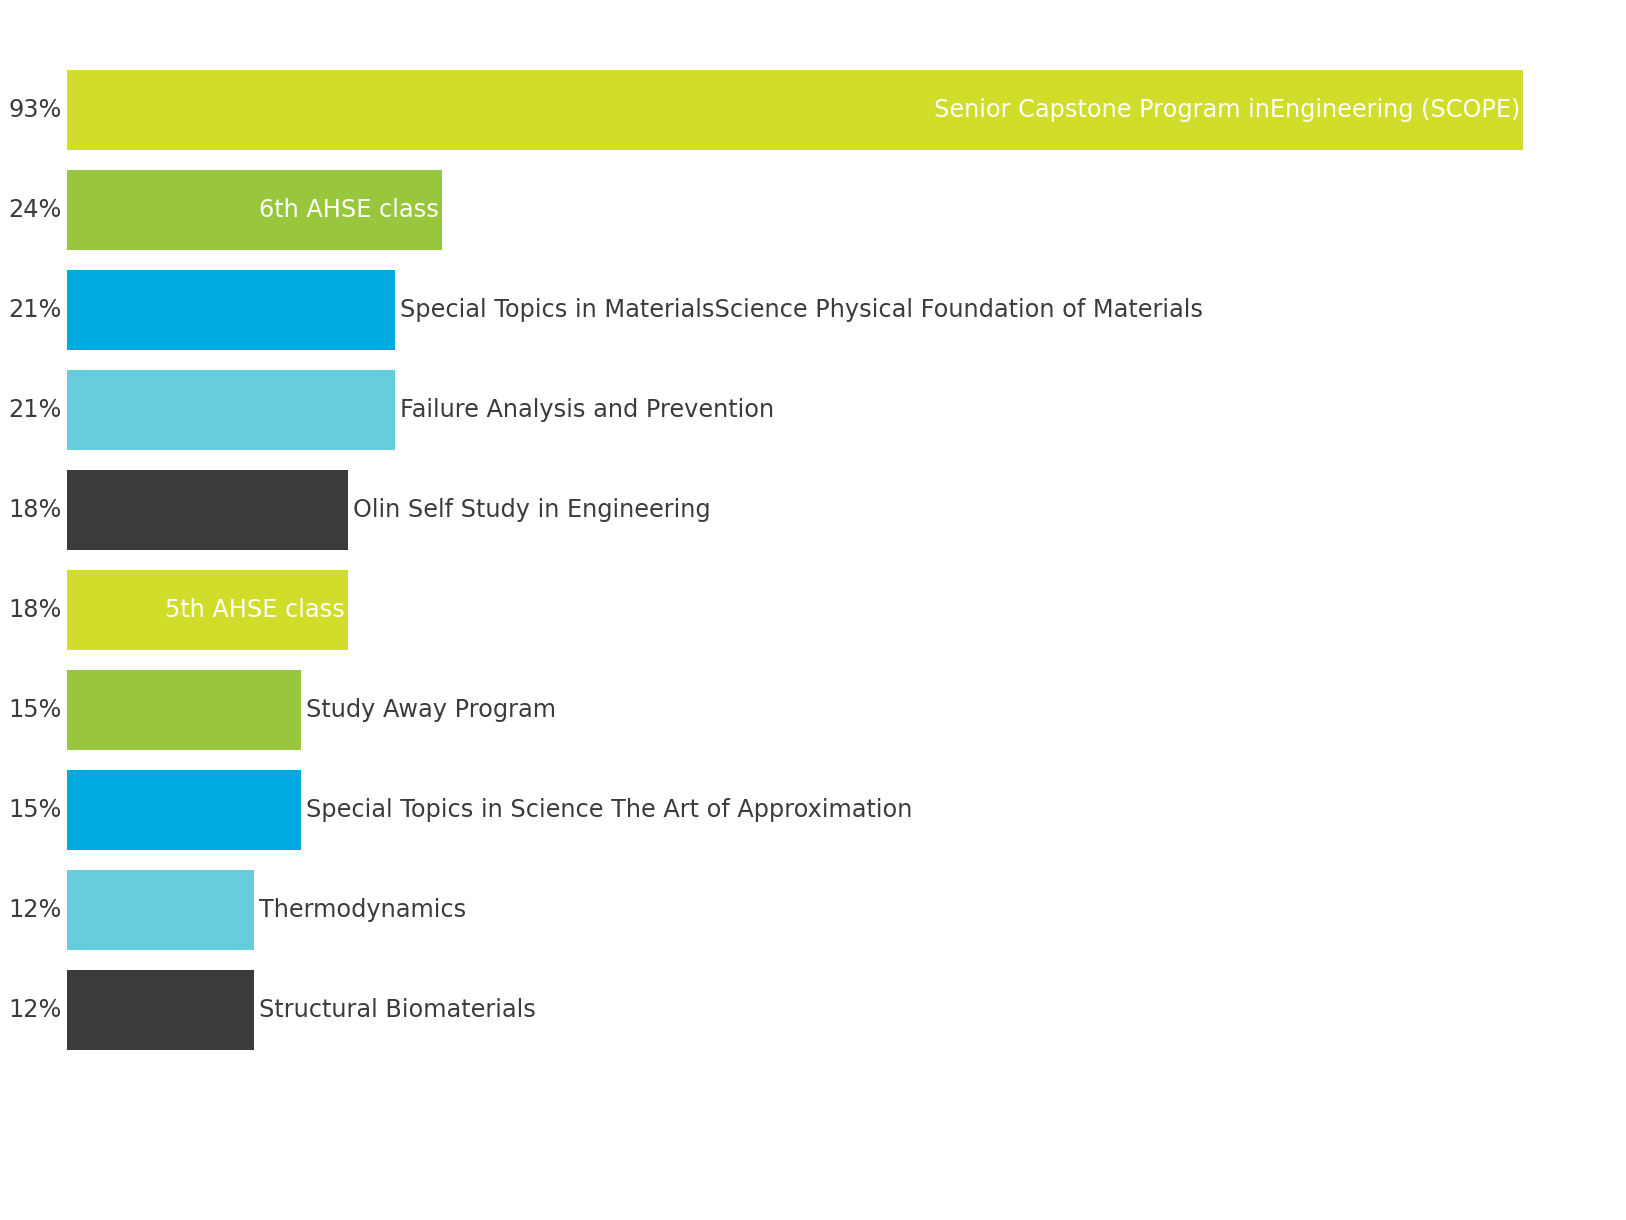 93% Senior Capstone Program inEngineering (SCOPE)
24% 6th AHSE class
21% Special Topics in MaterialsScience Physical Foundation of Materials
21% Failure Analysis and Prevention
18% Olin Self Study in Engineering
18% 5th AHSE class
15% Study Away Program
15% Special Topics in Science The Art of Approximation
12% Thermodynamics
12% Structural Biomaterials